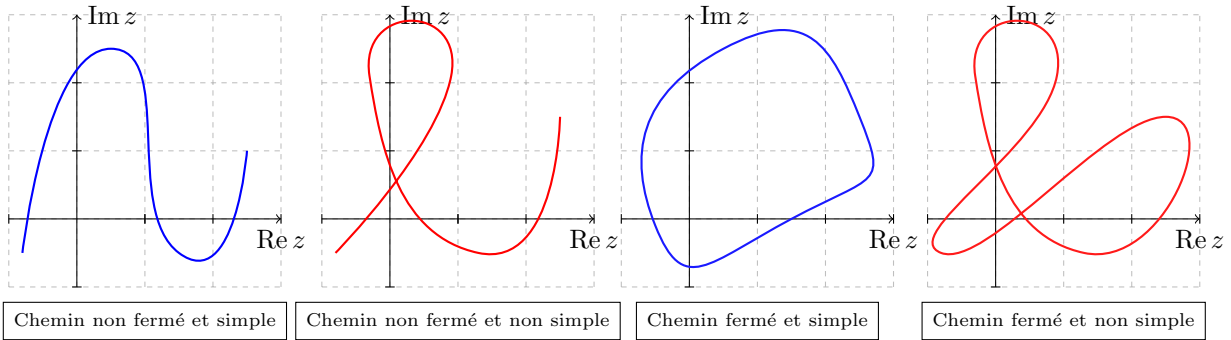 Im z
Im z
Im z
Im z
Re z
Re z
Re z
Re z
Chemin non fermé et simple
Chemin non fermé et non simple
Chemin fermé et simple
Chemin fermé et non simple